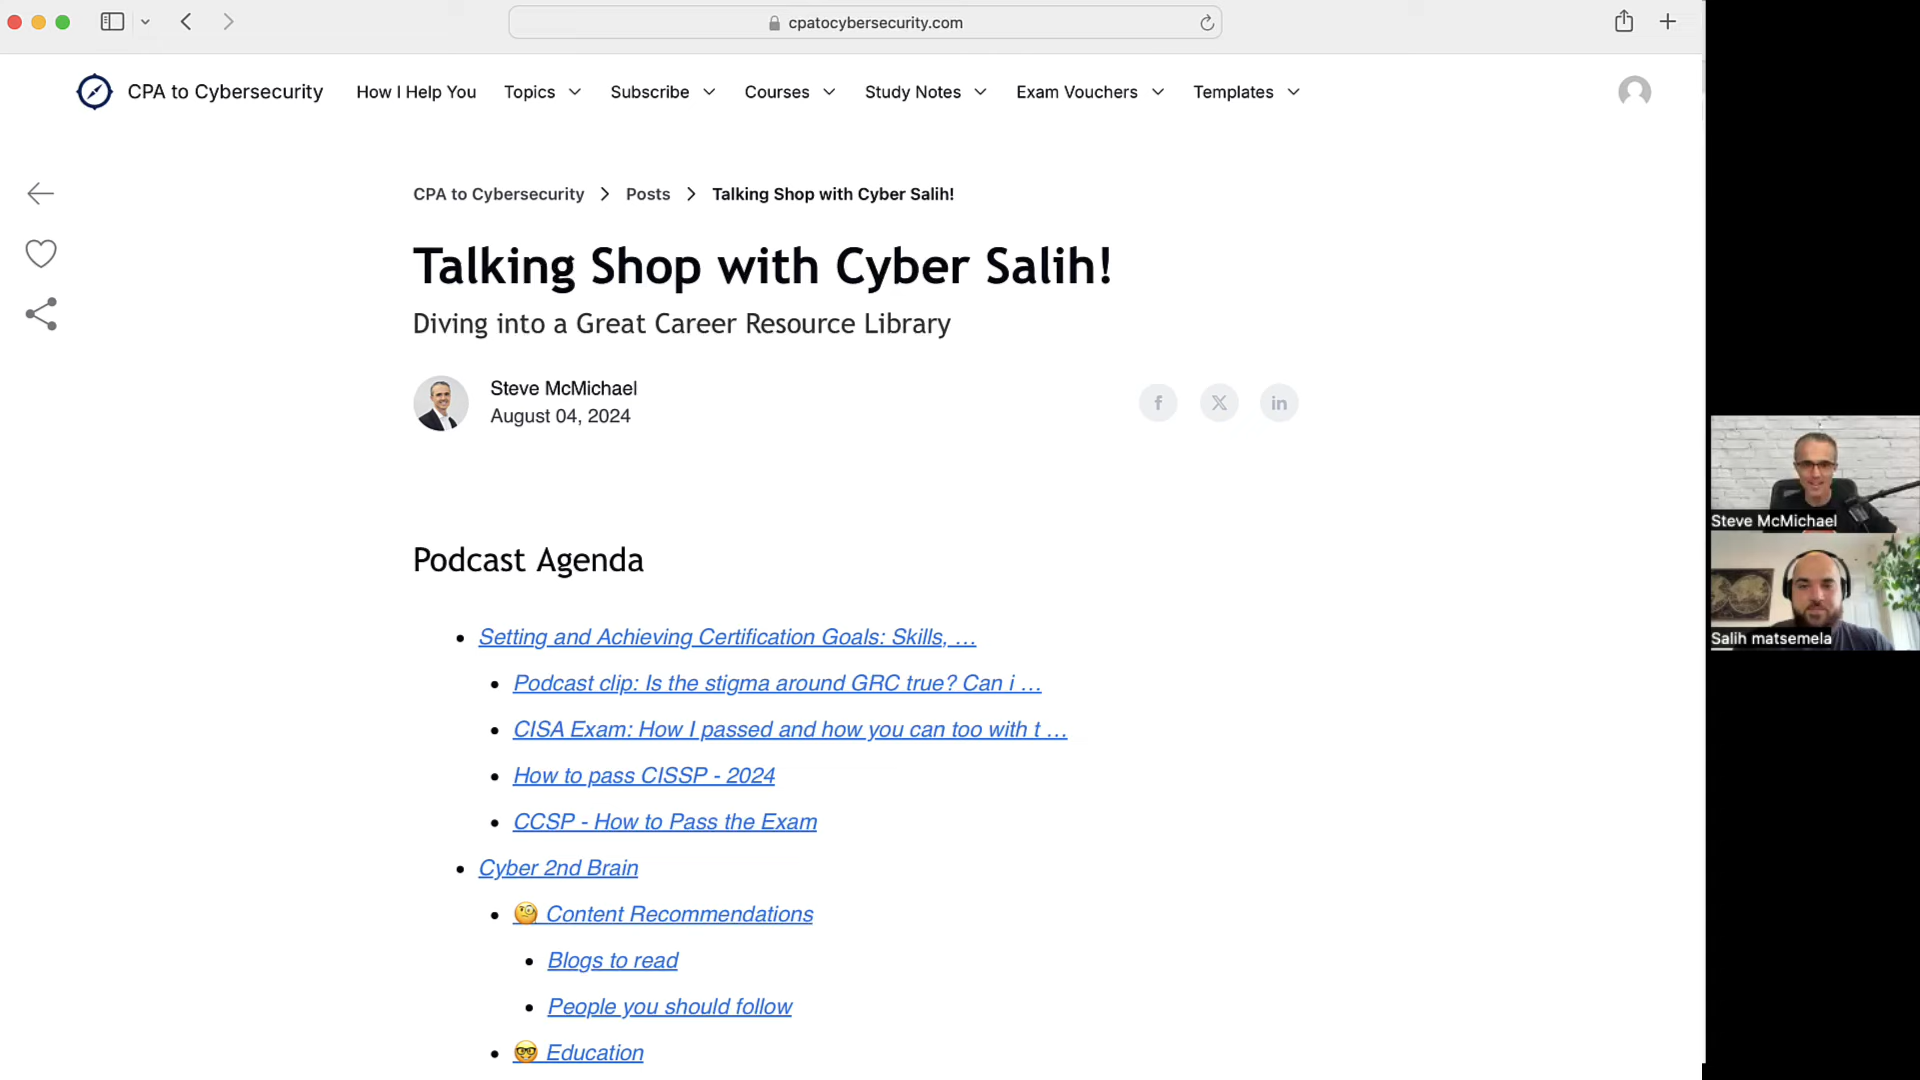 cpatocybersecurity.com
CPA to Cybersecurity How I Help You Topics Subscribe Courses Study Notes Exam Vouchers Templates
CPA to Cybersecurity > Posts > Talking Shop with Cyber Salih!
Talking Shop with Cyber Salih!
Diving into a Great Career Resource Library
Steve McMichael
August 04, 2024
Podcast Agenda
Setting and Achieving Certification Goals: Skills, …
Podcast clip: Is the stigma around GRC true? Can i …
CISA Exam: How I passed and how you can too with t …
How to pass CISSP - 2024
CCSP - How to Pass the Exam
Cyber 2nd Brain
🧐 Content Recommendations
Blogs to read
People you should follow
🤓 Education
Steve McMichael
Salih matsemela